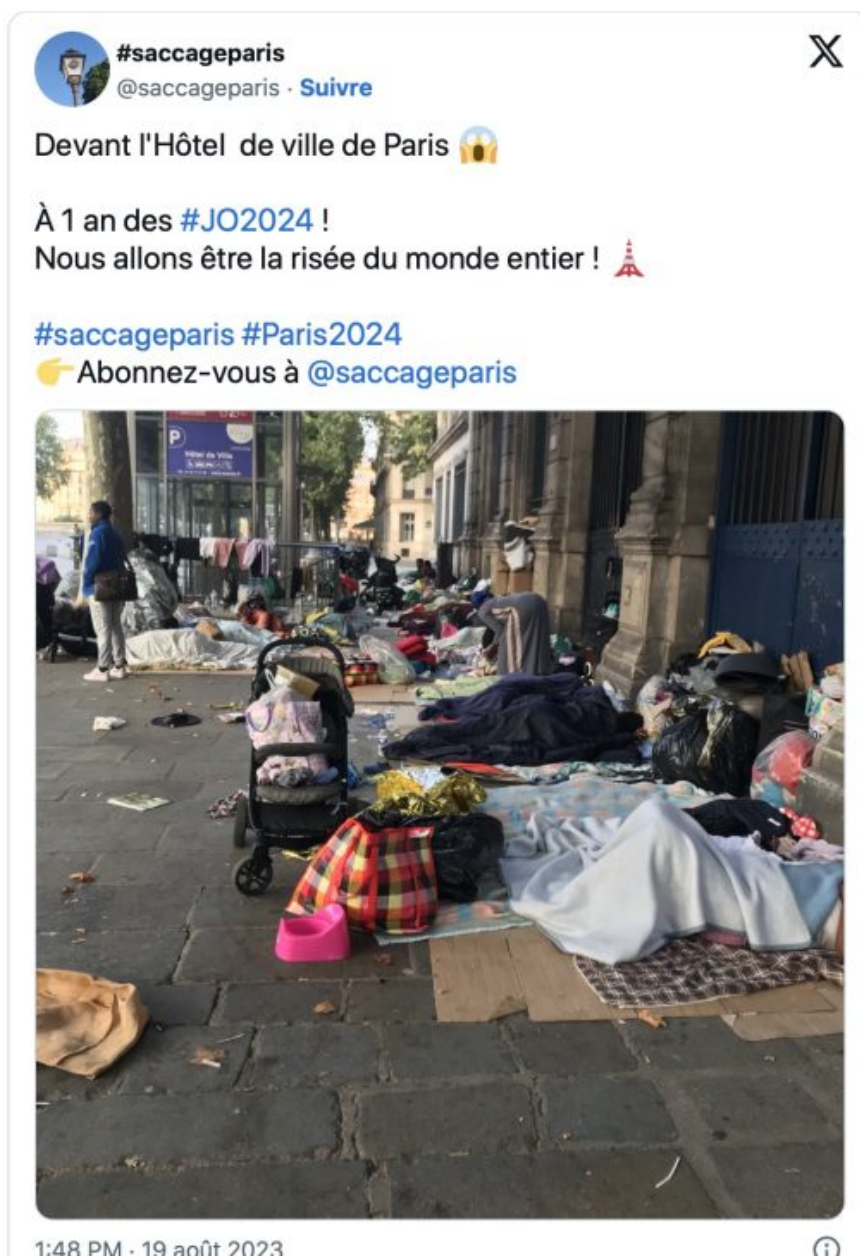 #saccageparis
@saccageparis · Suivre
Devant l'Hôtel de ville de Paris 😱
À 1 an des #JO2024 !
Nous allons être la risée du monde entier ! 🗼
#saccageparis #Paris2024
👉Abonnez-vous à @saccageparis
P
Hôtel de Ville
1:48 PM · 19 août 2023